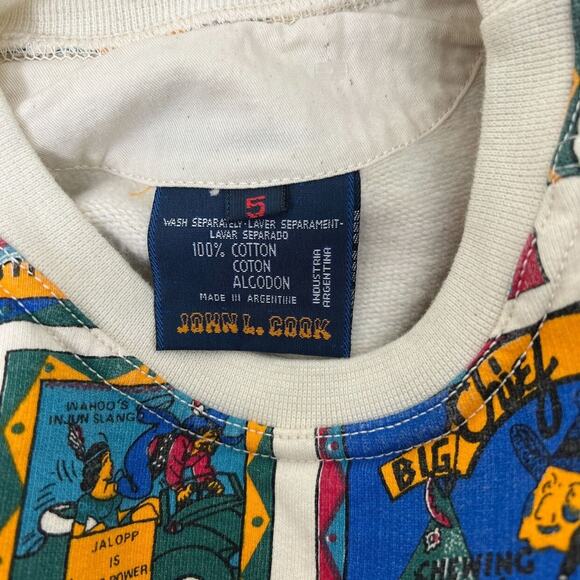 5
WASH SEPARATELY-LAVER SEPARAMENT-
LAVAR SEPARADO
100% COTTON
COTON
ALGODON
INDUSTRIA
ARGENTINA
MADE IN ARGENTINE
JOHN L. COOK
WAHOO'S
INJUN SLANG
JALOPP
IS
POWER
BIG Chief
CHEWING